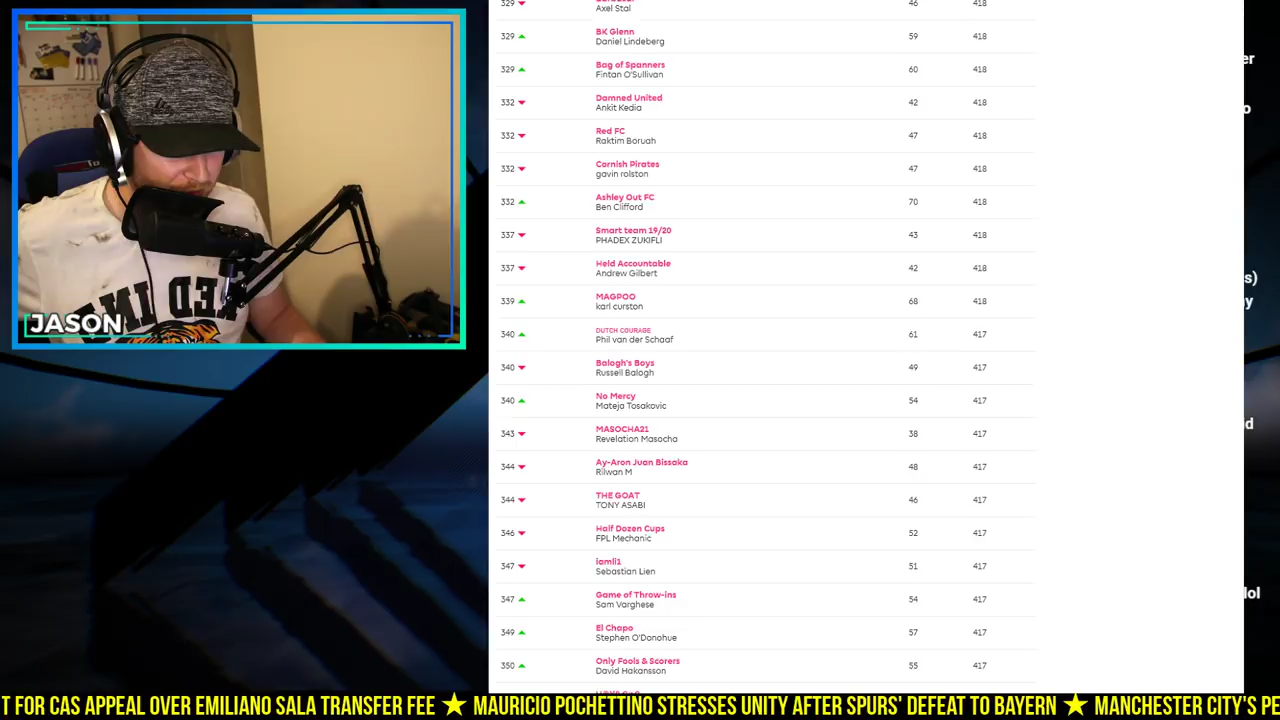 329
Axel Stal
46
418
BK Glenn
329
59
418
Daniel Lindeberg
Bag of Spanners
329
60
418
Fintan O'Sullivan
Damned United
332
42
418
Ankit Kedia
Red FC
332
47
418
Raktim Boruah
Cornish Pirates
332
47
418
gavin rolston
Ashley Out FC
332
70
418
Ben Clifford
Smart team 19/20
337
43
418
PHADEX ZUKIFLI
Held Accountable
337
42
418
Andrew Gilbert
MAGPOO
339
68
418
karl curston
DUTCH COURAGE
340
61
417
Phil van der Schaaf
Balogh's Boys
340
49
417
Russell Balogh
No Mercy
340
54
417
Mateja Tosakovic
MASOCHA21
343
38
417
Revelation Masocha
Ay-Aron Juan Bissaka
344
48
417
Rilwan M
THE GOAT
344
46
417
TONY ASABI
Half Dozen Cups
346
52
417
FPL Mechanic
iamli1
347
51
417
Sebastian Lien
Game of Throw-ins
347
54
417
Sam Varghese
El Chapo
349
57
417
Stephen O'Donohue
Only Fools & Scorers
350
55
417
David Hakansson
JASON
T FOR CAS APPEAL OVER EMILIANO SALA TRANSFER FEE ★ MAURICIO POCHETTINO STRESSES UNITY AFTER SPURS' DEFEAT TO BAYERN ★ MANCHESTER CITY'S PE